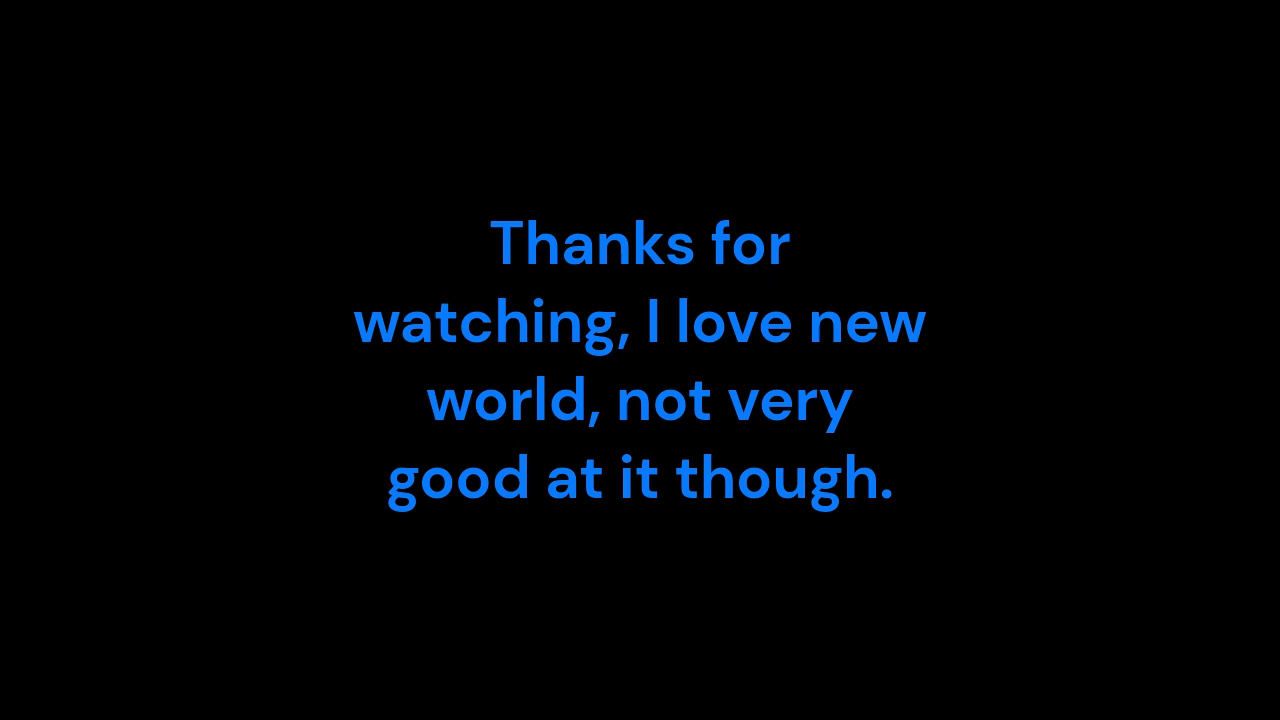 Thanks for
watching, I love new
world, not very
good at it though.